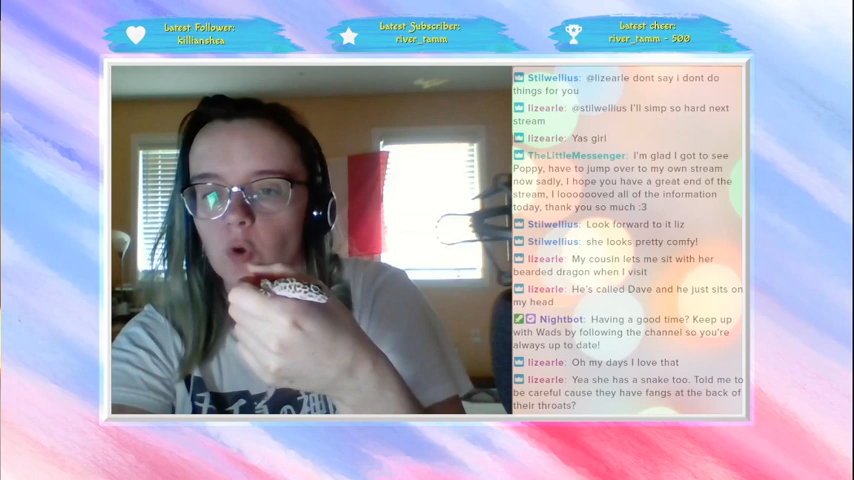 Latest Follower:
killianshca
Latest Subscriber:
river_tamm
Latest cheer:
river_tamm - 500
Stilwellius: @lizearle dont say i dont do
things for you
lizearle: @stilwellius I'll simp so hard next
stream
lizearle: Yas girl
TheLittleMessenger: I'm glad I got to see
Poppy, have to jump over to my own stream
now sadly, I hope you have a great end of the
stream, I looooooved all of the information
today, thank you so much :3
Stilwellius: Look forward to it liz
Stilwellius: she looks pretty comfy!
lizearle: My cousin lets me sit with her
bearded dragon when I visit
lizearle: He's called Dave and he just sits on
my head
Nightbot: Having a good time? Keep up
with Wads by following the channel so you're
always up to date!
lizearle: Oh my days I love that
lizearle: Yea she has a snake too. Told me to
be careful cause they have fangs at the back of
their throats?